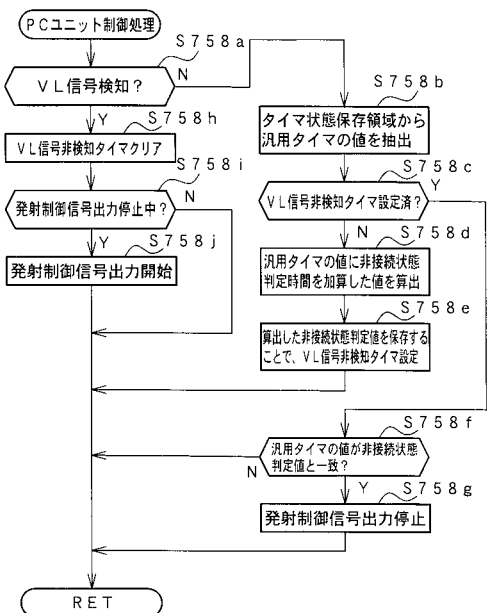 PCユニット制御処理
S758a
VL信号検知?
N
Y
S758h
VL信号非検知タイマクリア
S758i
発射制御信号出力停止中?
N
Y
S758j
発射制御信号出力開始
S758b
タイマ状態保存領域から
汎用タイマの値を抽出
S758c
VL信号非検知タイマ設定済?
Y
N
S758d
汎用タイマの値に非接続状態
判定時間を加算した値を算出
S758e
算出した非接続状態判定値を保存する
ことで、VL信号非検知タイマ設定
S758f
汎用タイマの値が非接続状態
判定値と一致?
N
Y
S758g
発射制御信号出力停止
RET